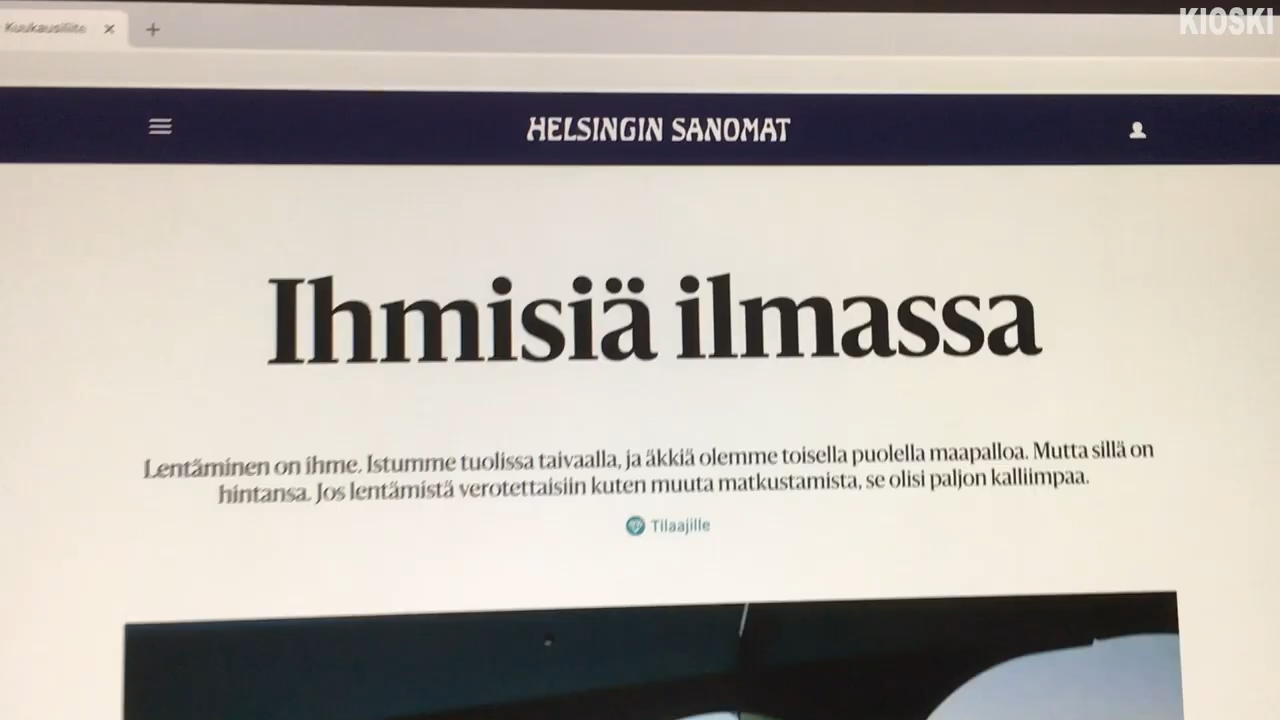 KIOSKI
Kuukausiliite
HELSINGIN SANOMAT
Ihmisiä ilmassa
Lentäminen on ihme. Istumme tuolissa taivaalla, ja äkkiä olemme toisella puolella maapalloa. Mutta sillä on
hintansa. Jos lentämistä verotettaisiin kuten muuta matkustamista, se olisi paljon kalliimpaa.
Tilaajille